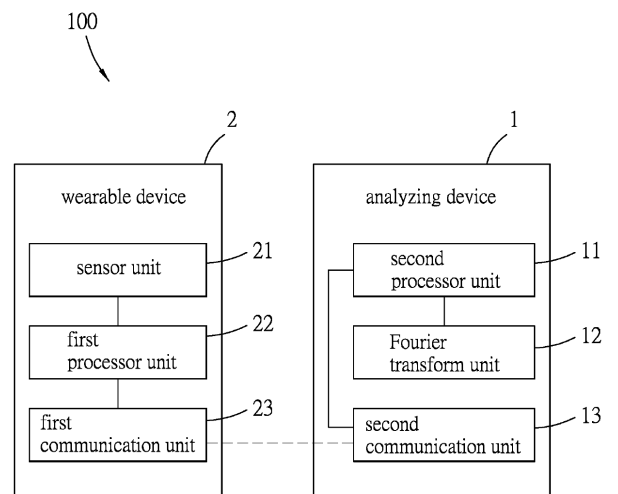 100
2
1
wearable device
analyzing device
sensor unit
21
second
processor unit
11
first
processor unit
22
Fourier
transform unit
12
first
communication unit
23
second
communication unit
13